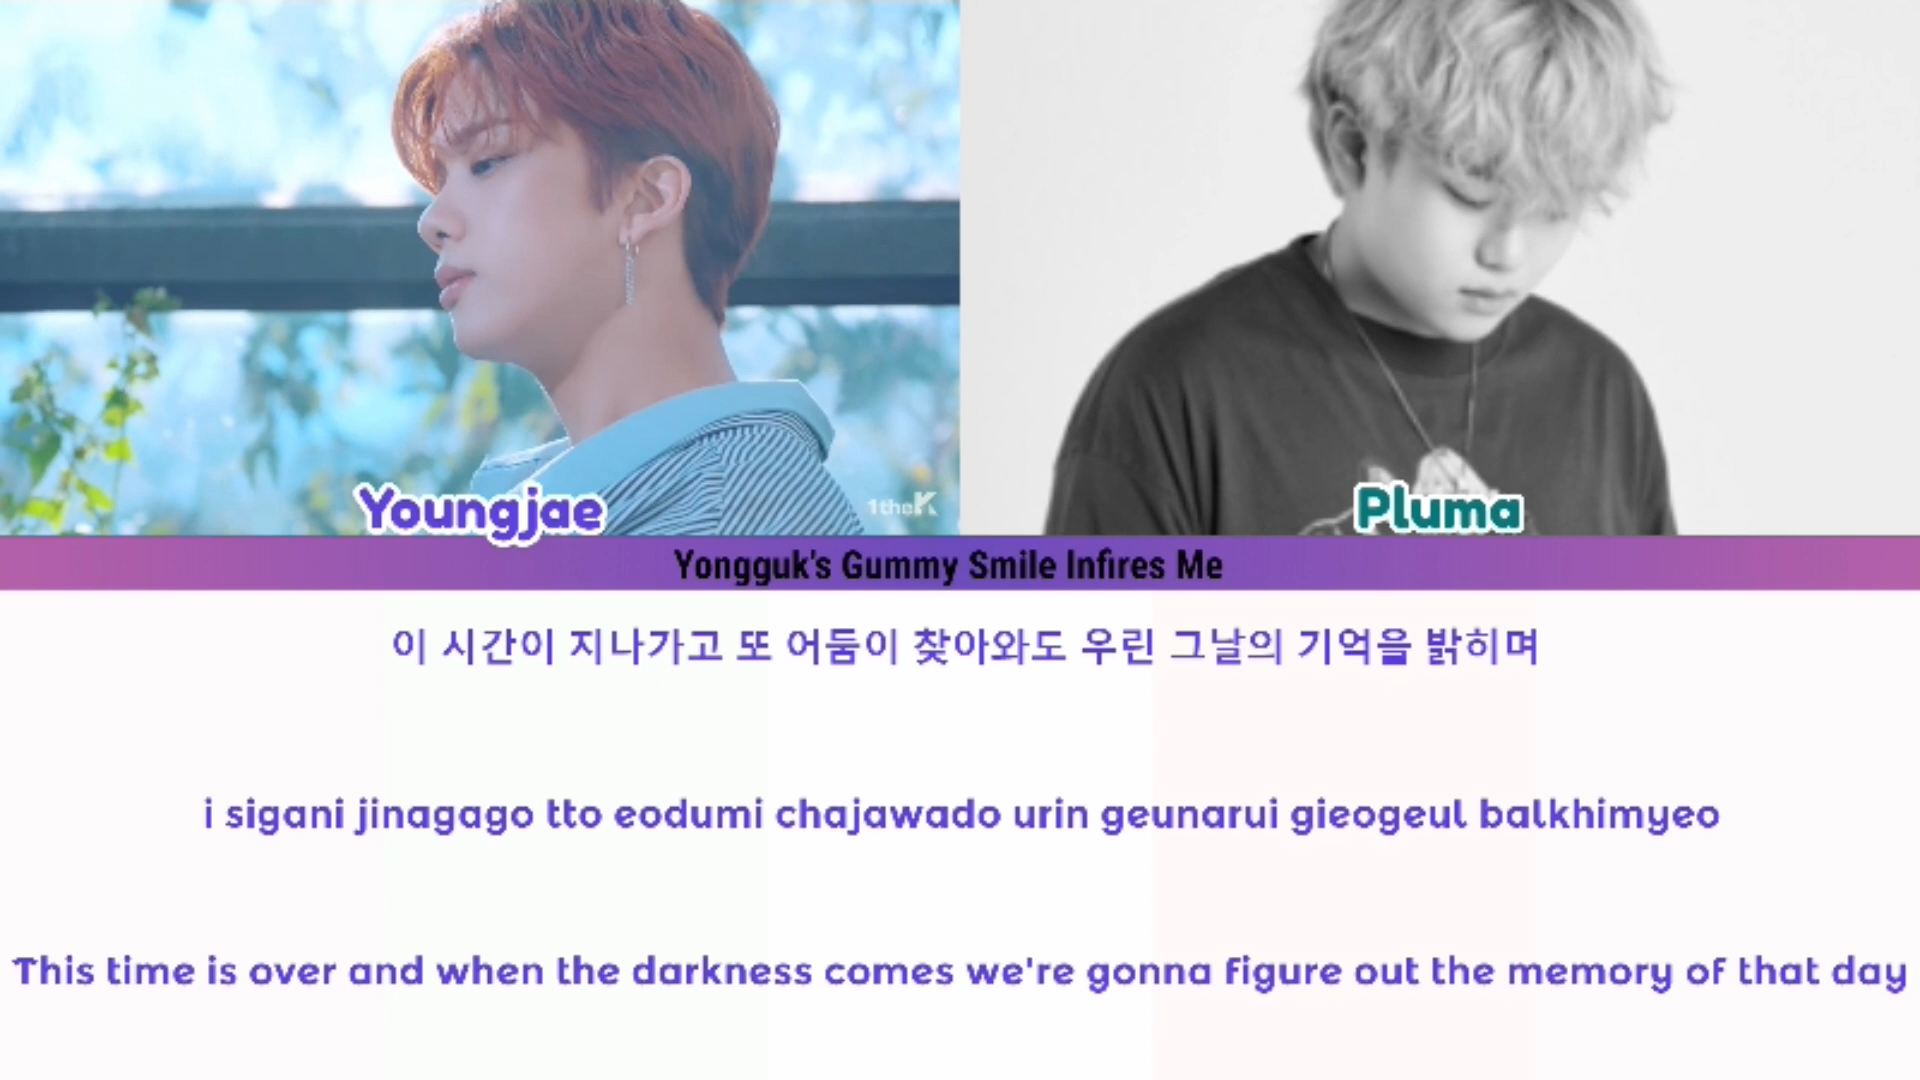 Youngjae
1theK
Pluma
Yongguk's Gummy Smile Infires Me
이 시간이 지나가고 또 어둠이 찾아와도 우린 그날의 기억을 밝히며
i sigani jinagago tto eodumi chajawado urin geunarui gieogeul balkhimyeo
This time is over and when the darkness comes we're gonna figure out the memory of that day